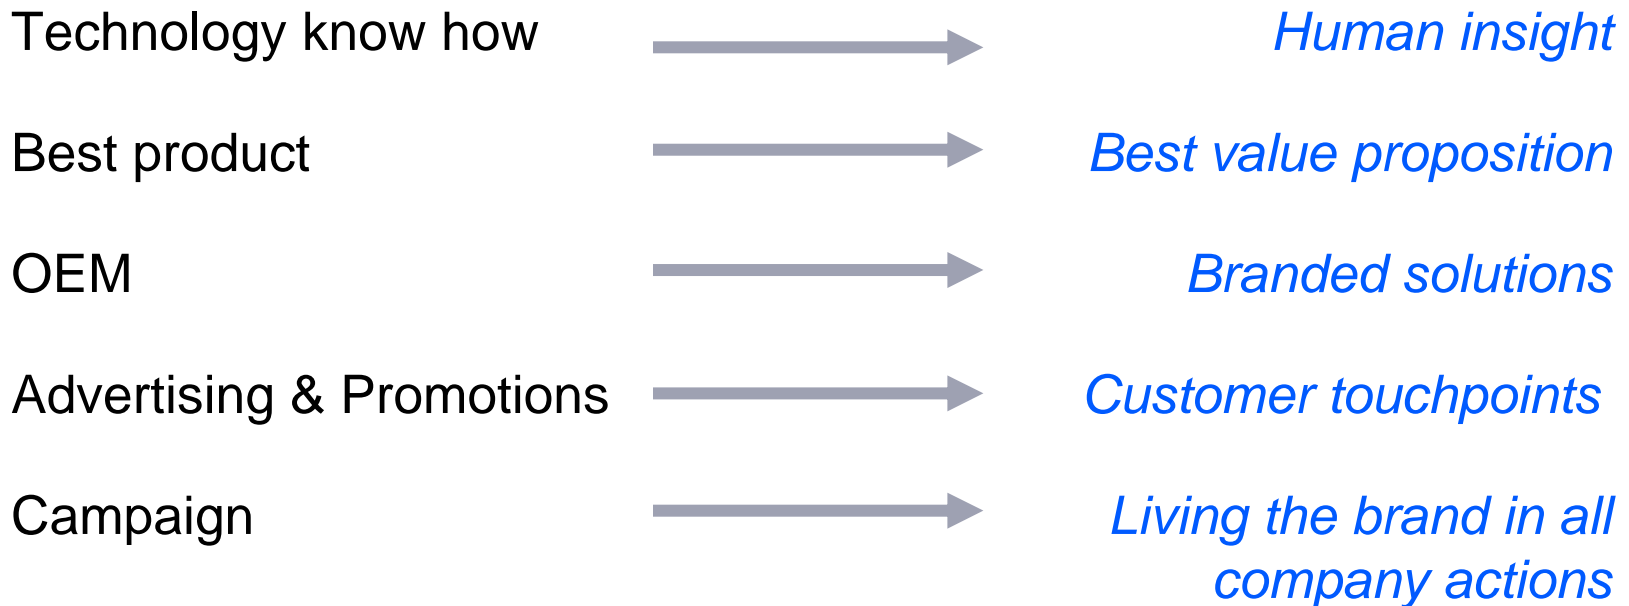 Technology know how
Human insight
Best product
Best value proposition
OEM
Branded solutions
Advertising & Promotions
Customer touchpoints
Campaign
Living the brand in all
company actions